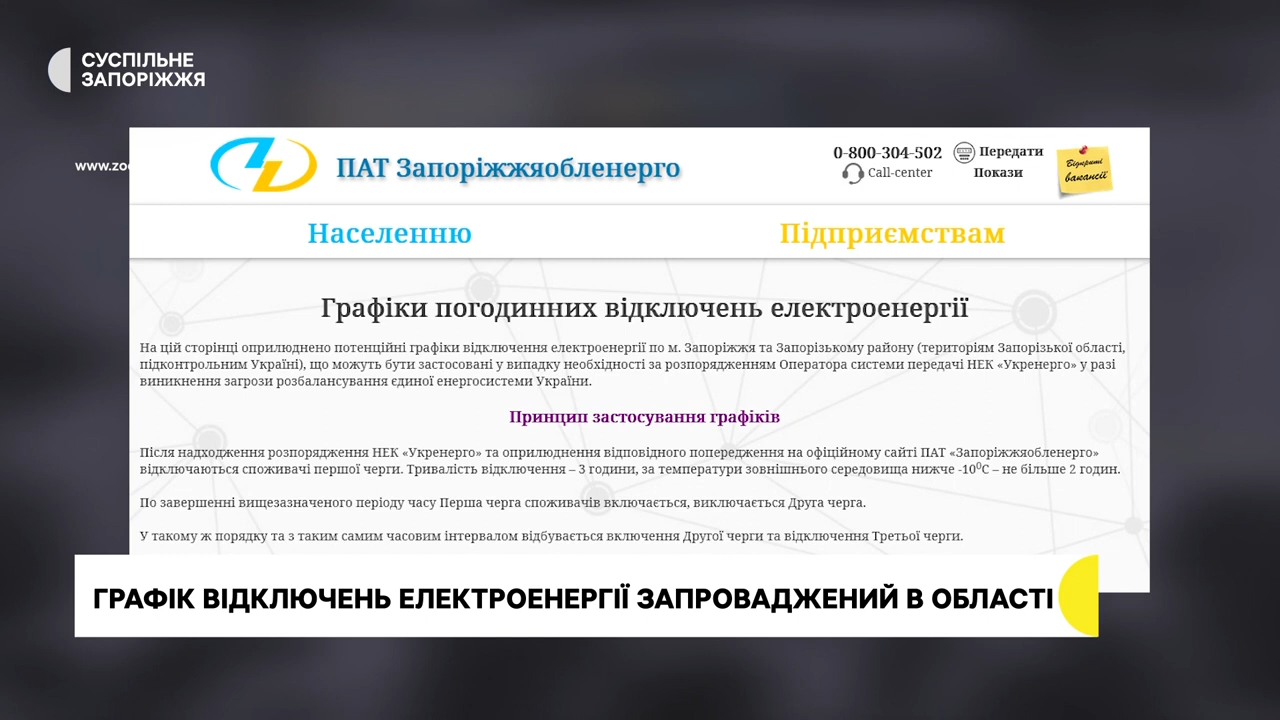 СУСПІЛЬНЕ
ЗАПОРІЖЖЯ
ПАТ Запоріжжяобленерго
0-800-304-502
Call-center
Передати
Покази
Відкриті
вакансії
Населенню
Підприємствам
Графіки погодинних відключень електроенергії
На цій сторінці оприлюднено потенційні графіки відключення електроенергії по м. Запоріжжя та Запорізькому району (територіям Запорізької області,
підконтрольним Україні), що можуть бути застосовані у випадку необхідності за розпорядженням Оператора системи передачі НЕК «Укренерго» у разі
виникнення загрози розбалансування єдиної енергосистеми України.
Принцип застосування графіків
Після надходження розпорядження НЕК «Укренерго» та оприлюднення відповідного попередження на офіційному сайті ПАТ «Запоріжжяобленерго»
відключаються споживачі першої черги. Тривалість відключення – 3 години, за температури зовнішнього середовища нижче -10⁰С – не більше 2 годин.
По завершенні вищезазначеного періоду часу Перша черга споживачів включається, виключається Друга черга.
У такому ж порядку та з таким самим часовим інтервалом відбувається включення Другої черги та відключення Третьої черги.
ГРАФІК ВІДКЛЮЧЕНЬ ЕЛЕКТРОЕНЕРГІЇ ЗАПРОВАДЖЕНИЙ В ОБЛАСТІ